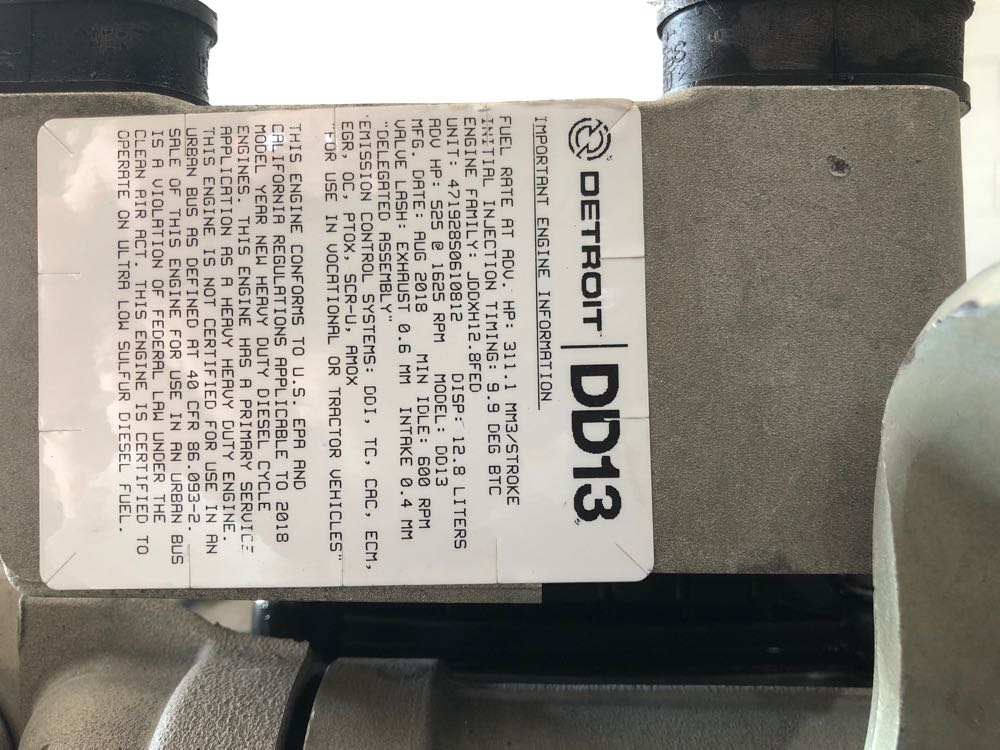 DETROIT | DD13
IMPORTANT ENGINE INFORMATION
FUEL RATE AT ADV. HP: 311.1 MM3/STROKE
INITIAL INJECTION TIMING: 9.9 DEG BTC
ENGINE FAMILY: JDDXH12.8FED
UNIT: 471928S0610812 DISP: 12.8 LITERS
ADV HP: 525 @ 1625 RPM MODEL: DD13
MFG. DATE: AUG 2018 MIN IDLE: 600 RPM
VALVE LASH: EXHAUST 0.6 MM INTAKE 0.4 MM
"DELEGATED ASSEMBLY"
EMISSION CONTROL SYSTEMS: DDI, TC, CAC, ECM,
EGR, OC, PTOX, SCR-U, AMOX
"FOR USE IN VOCATIONAL OR TRACTOR VEHICLES"
THIS ENGINE CONFORMS TO U.S. EPA AND
CALIFORNIA REGULATIONS APPLICABLE TO 2018
MODEL YEAR NEW HEAVY DUTY DIESEL CYCLE
ENGINES. THIS ENGINE HAS A PRIMARY SERVICE
APPLICATION AS A HEAVY HEAVY DUTY ENGINE.
THIS ENGINE IS NOT CERTIFIED FOR USE IN AN
URBAN BUS AS DEFINED AT 40 CFR 86.093-2.
SALE OF THIS ENGINE FOR USE IN AN URBAN BUS
IS A VIOLATION OF FEDERAL LAW UNDER THE
CLEAN AIR ACT. THIS ENGINE IS CERTIFIED TO
OPERATE ON ULTRA LOW SULFUR DIESEL FUEL.